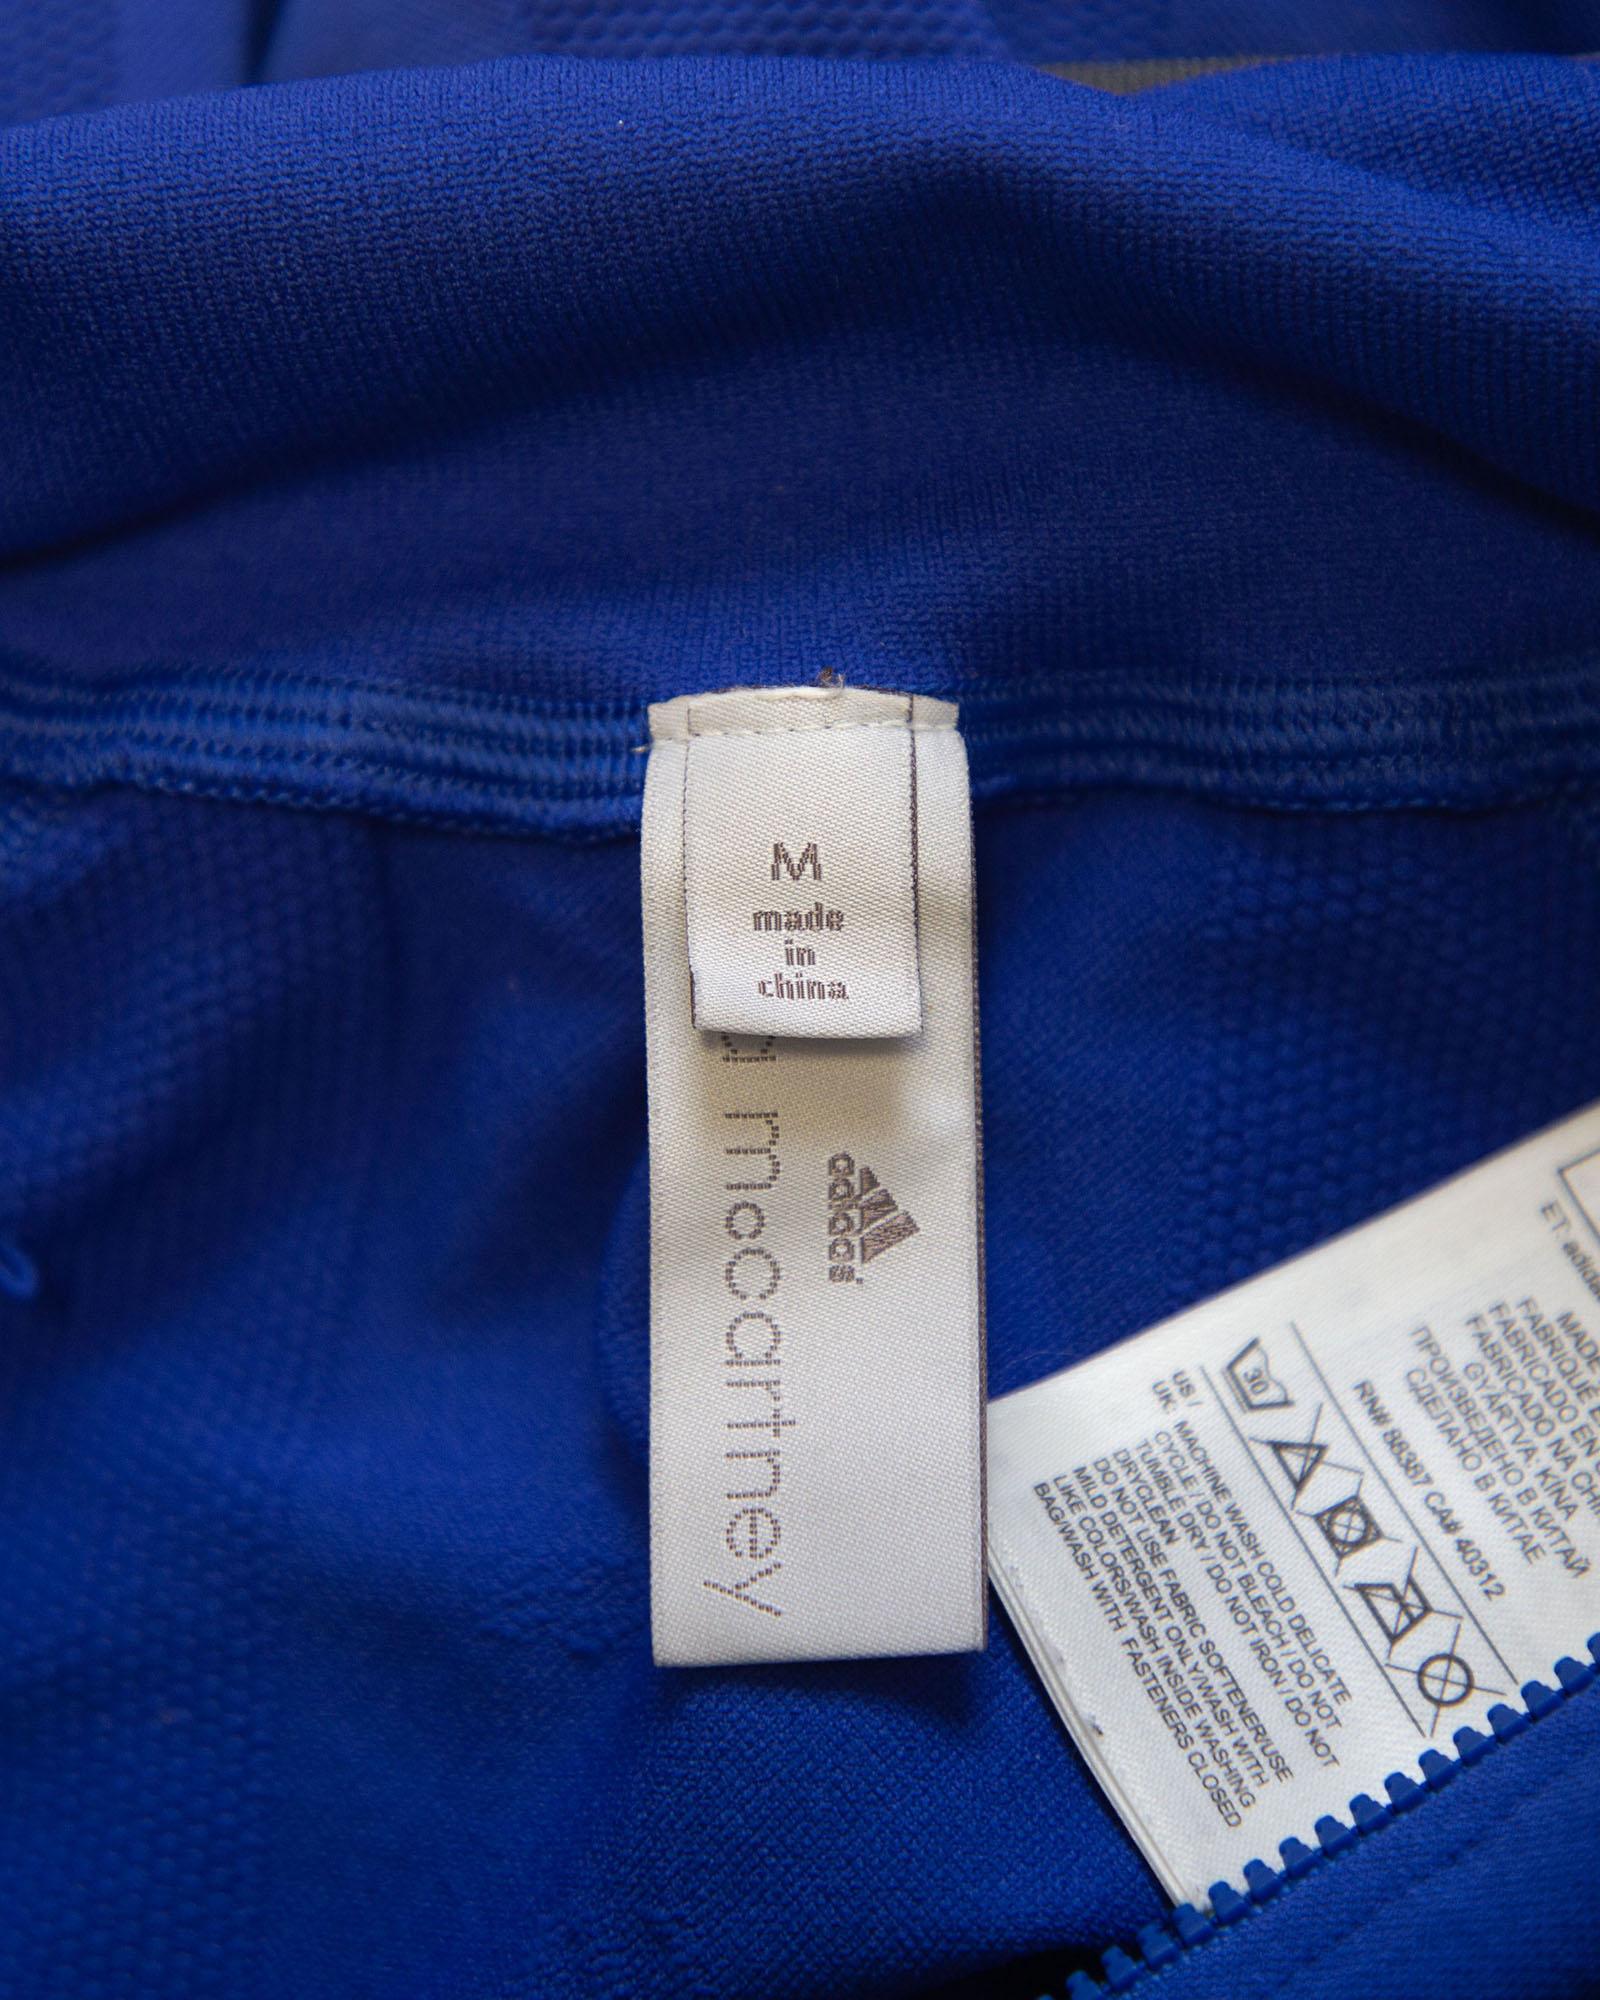 M
made
in
china
mccartney
adidas
30
US /
UK: MACHINE WASH COLD DELICATE
CYCLE / DO NOT BLEACH / DO NOT
TUMBLE DRY / DO NOT IRON / DO NOT
DRYCLEAN
DO NOT USE FABRIC SOFTENER/USE
MILD DETERGENT ONLY/WASH WITH
LIKE COLORS/WASH INSIDE WASHING
BAG/WASH WITH FASTENERS CLOSED
RN# 88387 CA# 40312
ET: adidas
MADE
FABRIQUÉ
FABRICADO EN
FABRICADO NA
GYÁRTVA: KÍNA
ПРОИЗВЕДЕНО В КИТАЙ
СДЕЛАНО В КИТАЕ